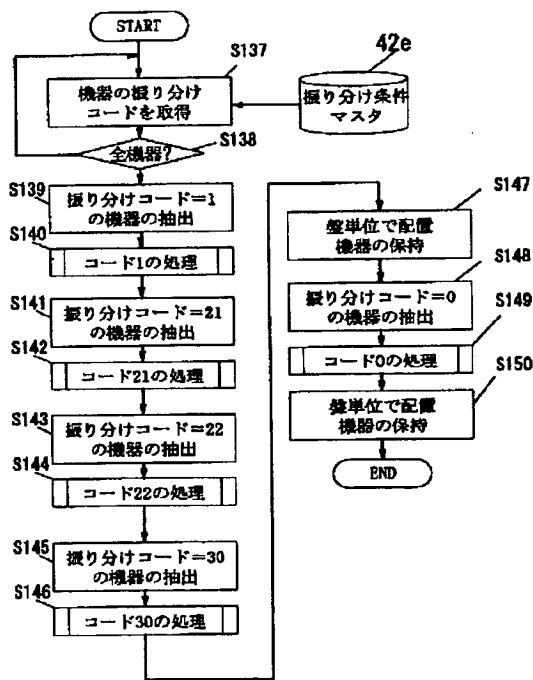 START
S137
機器の振り分け
コードを取得
42e
振り分け条件
マスタ
S138
全機器?
S139
振り分けコード=1
の機器の抽出
S140
コード1の処理
S141
振り分けコード=21
の機器の抽出
S142
コード21の処理
S143
振り分けコード=22
の機器の抽出
S144
コード22の処理
S145
振り分けコード=30
の機器の抽出
S146
コード30の処理
S147
盤単位で配置
機器の保持
S148
振り分けコード=0
の機器の抽出
S149
コード0の処理
S150
盤単位で配置
機器の保持
END